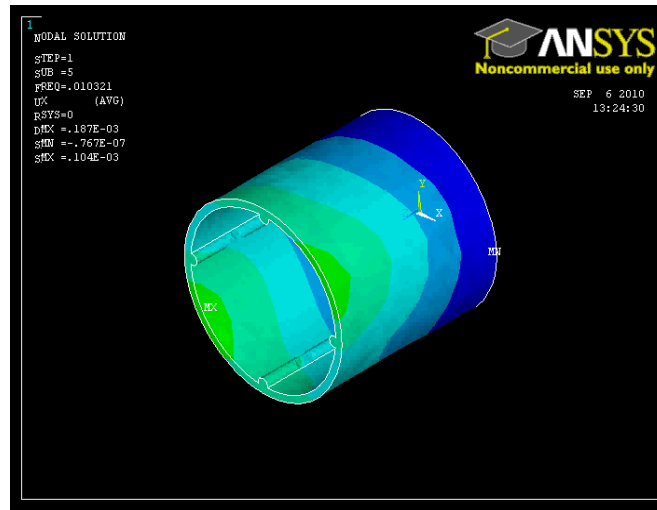 1
NODAL SOLUTION
STEP=1
SUB =5
FREQ=.010321
UX (AVG)
RSYS=0
DMX =.187E-03
SMN =-.767E-07
SMX =.104E-03
ANSYS
Noncommercial use only
SEP 6 2010
13:24:30
Y
X
MN
MX